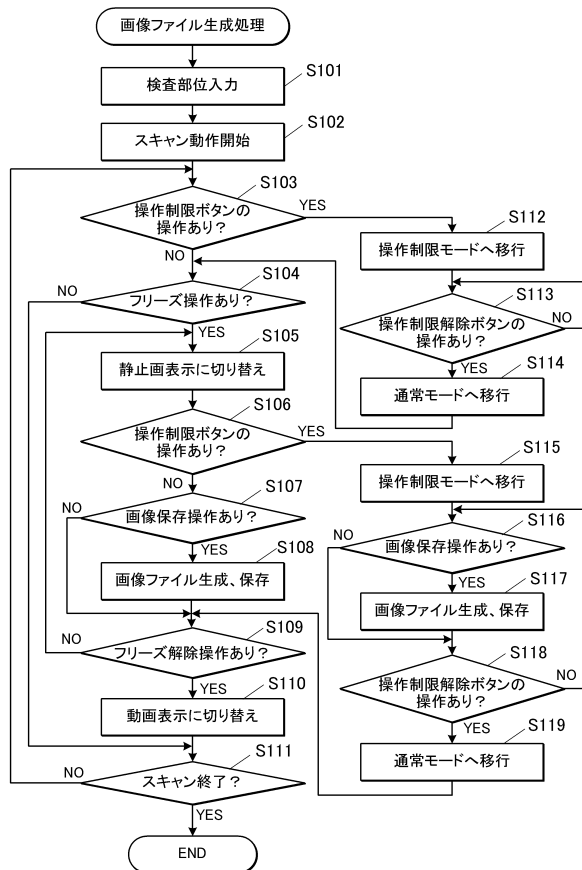 画像ファイル生成処理
S101
検査部位入力
S102
スキャン動作開始
S103
操作制限ボタンの
操作あり?
YES
NO
S112
操作制限モードへ移行
S104
フリーズ操作あり?
NO
YES
S113
操作制限解除ボタンの
操作あり?
NO
YES
S105
静止画表示に切り替え
S114
通常モードへ移行
S106
操作制限ボタンの
操作あり?
YES
NO
S115
操作制限モードへ移行
S107
画像保存操作あり?
NO
YES
S116
画像保存操作あり?
NO
YES
S108
画像ファイル生成、保存
S117
画像ファイル生成、保存
S109
フリーズ解除操作あり?
NO
YES
S118
操作制限解除ボタンの
操作あり?
NO
YES
S110
動画表示に切り替え
S119
通常モードへ移行
S111
スキャン終了?
NO
YES
END